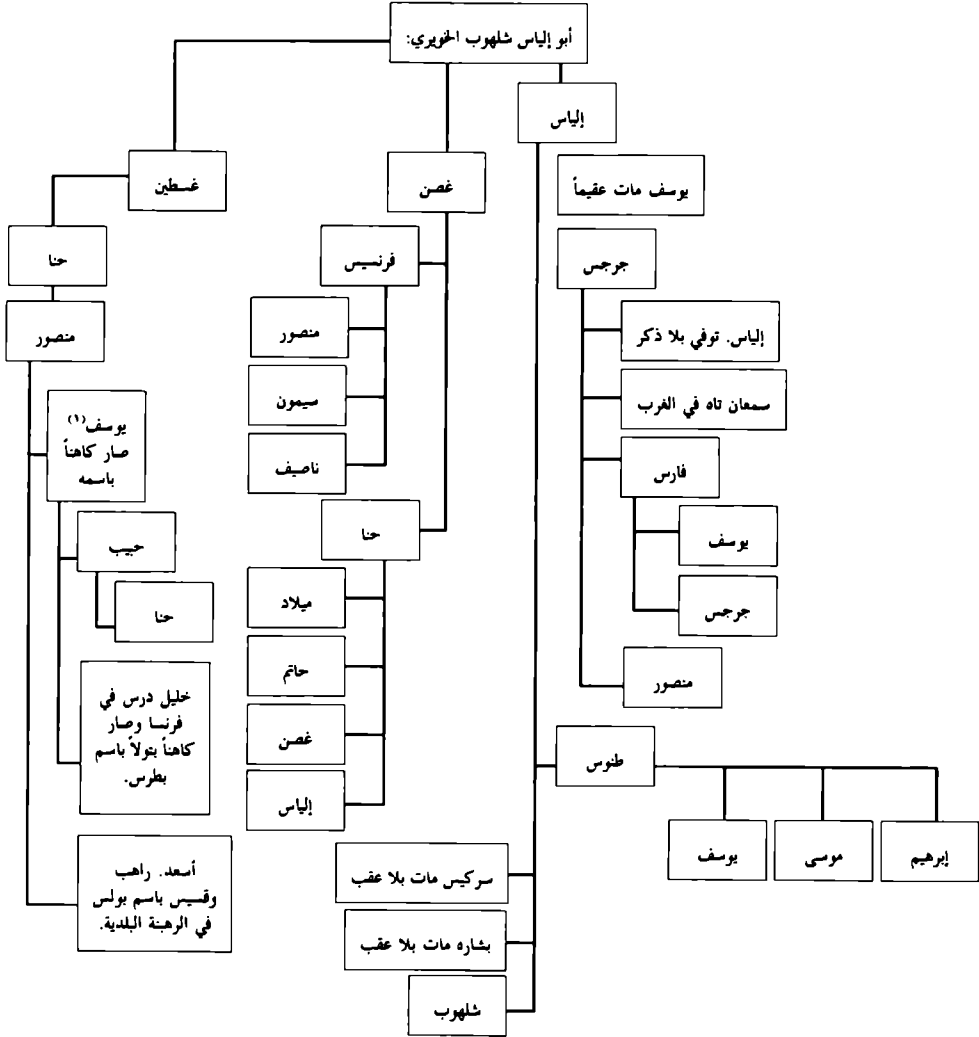 أبو إلياس شلهوب الخويري:
إلياس
يوسف مات عقيماً
جرجس
إلياس. توفي بلا ذكر
سمعان تاه في الغرب
فارس
يوسف
جرجس
منصور
طنوس
إبرهيم
موسى
يوسف
سركيس مات بلا عقب
بشاره مات بلا عقب
شلهوب
غصن
فرنسيس
منصور
سيمون
ناصيف
حنا
ميلاد
حاتم
غصن
إلياس
غسطين
حنا
منصور
يوسف(١)
صار كاهناً
باسمه
حبيب
حنا
خليل درس في
فرنسا وصار
كاهناً بتولاً باسم
بطرس.
أسعد. راهب
وقسيس باسم بولس
في الرهبنة البلدية.